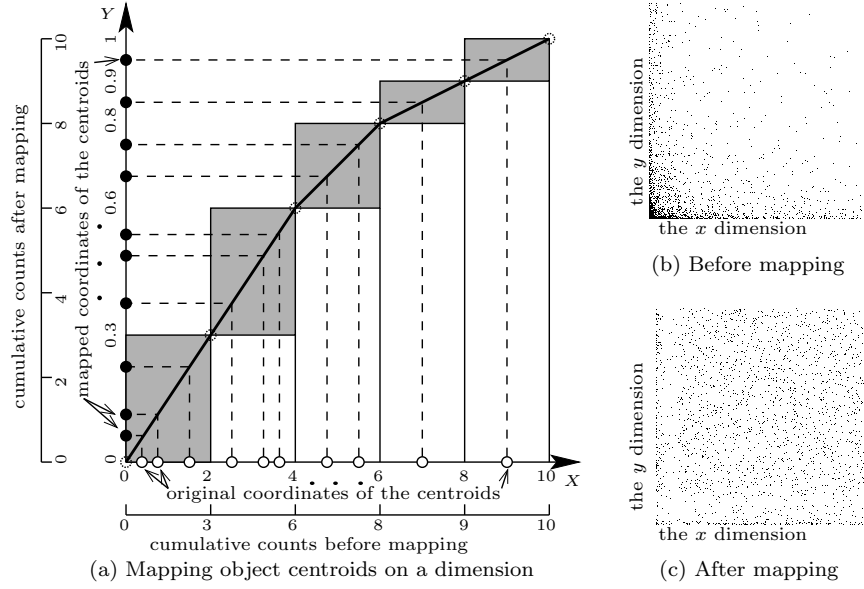 Y
cumulative counts after mapping
0
2
4
6
8
10
mapped coordinates of the centroids
0
0.3
0.6
0.8
0.9
1
0
2
4
6
8
10
X
original coordinates of the centroids
0
3
6
8
9
10
cumulative counts before mapping
(a) Mapping object centroids on a dimension
the y dimension
the x dimension
(b) Before mapping
the y dimension
the x dimension
(c) After mapping